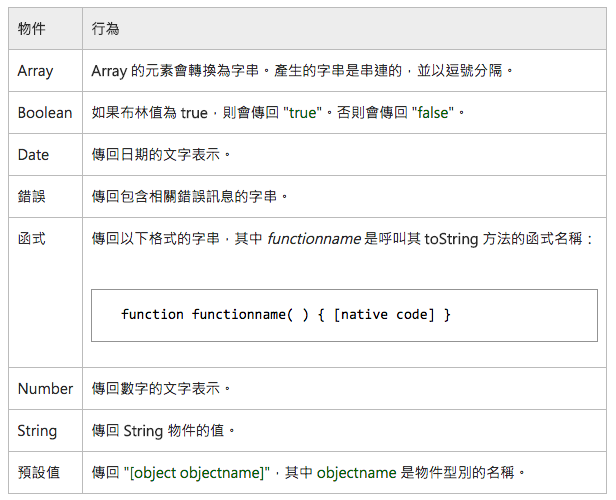 物件 行為
Array Array 的元素會轉換為字串。產生的字串是串連的，並以逗號分隔。
Boolean 如果布林值為 true，則會傳回 "true"。否則會傳回 "false"。
Date 傳回日期的文字表示。
錯誤 傳回包含相關錯誤訊息的字串。
函式 傳回以下格式的字串，其中 functionname 是呼叫其 toString 方法的函式名稱：
function functionname( ) { [native code] }
Number 傳回數字的文字表示。
String 傳回 String 物件的值。
預設值 傳回 "[object objectname]"，其中 objectname 是物件型別的名稱。